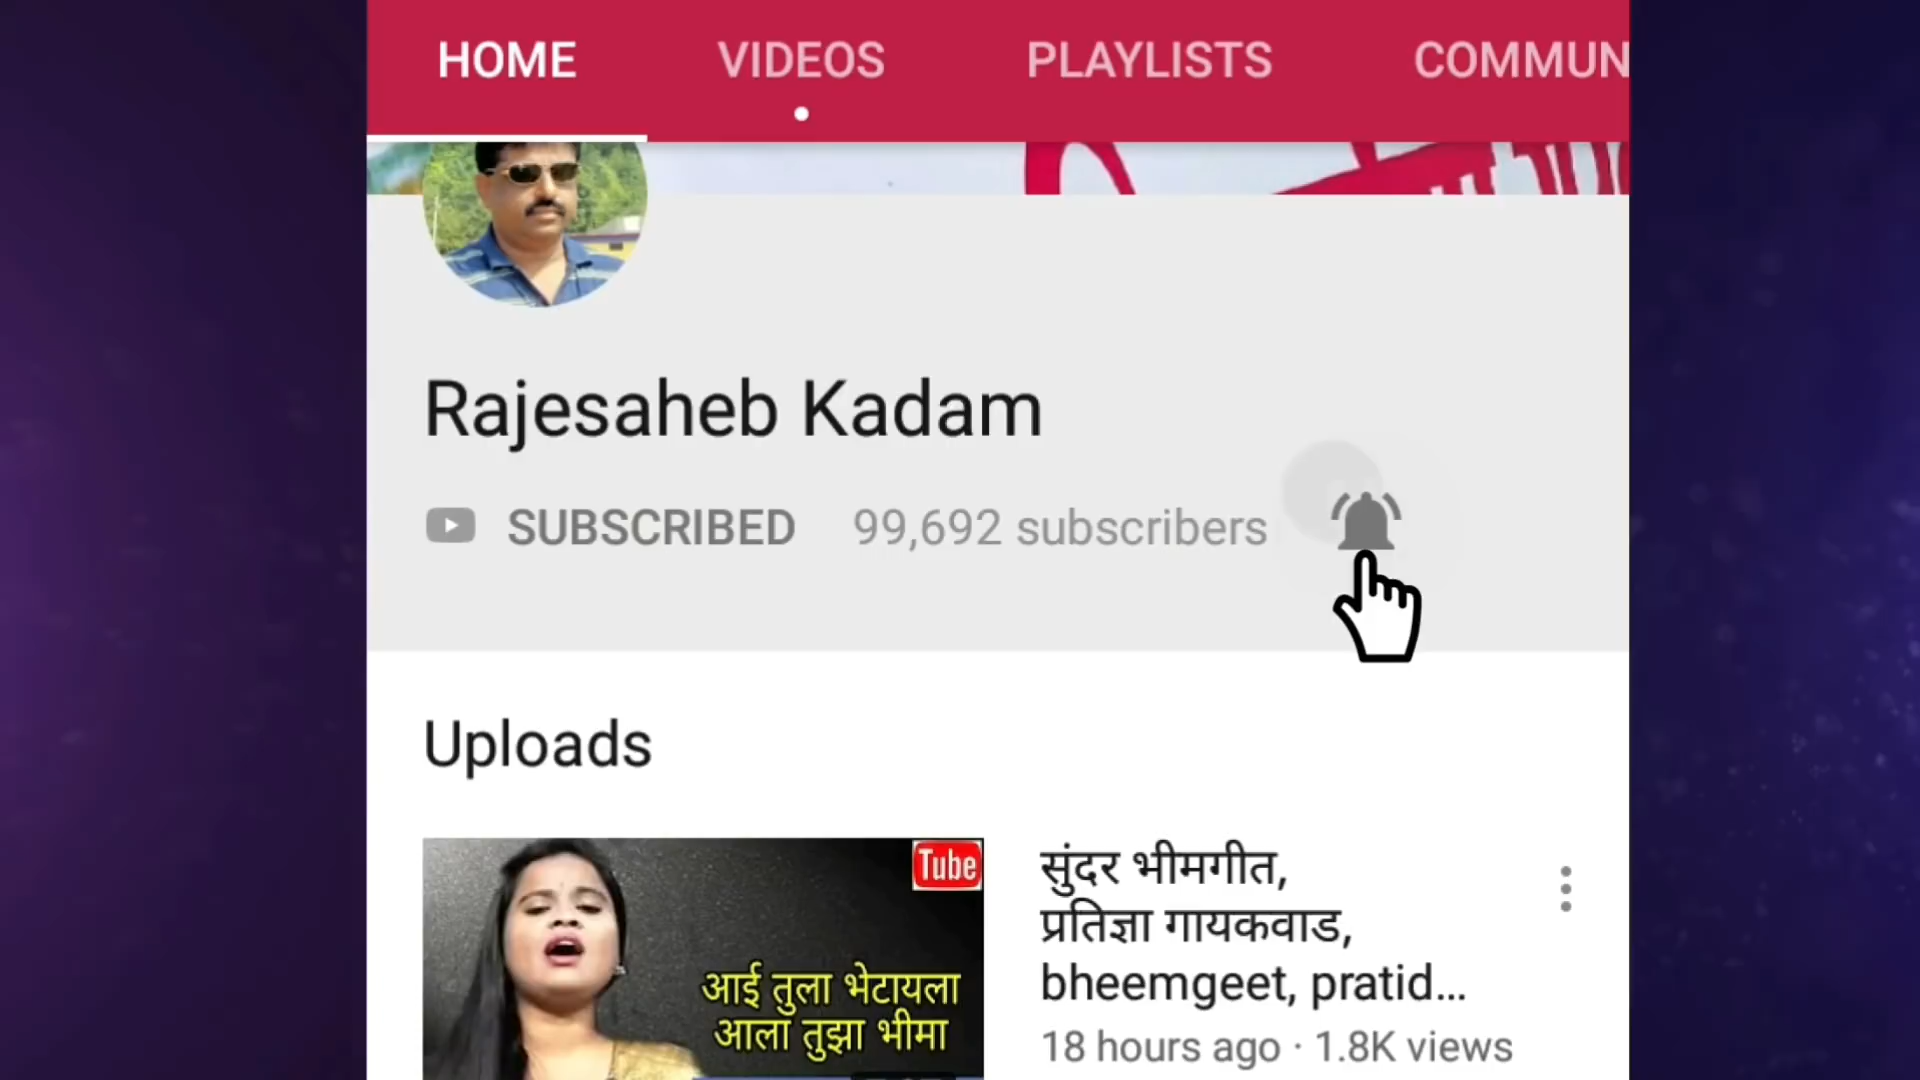 HOME VIDEOS PLAYLISTS COMMUN
Rajesaheb Kadam
SUBSCRIBED 99,692 subscribers
Uploads
Tube
आई तुला भेटायला
आला तुझा भीमा
सुंदर भीमगीत,
प्रतिज्ञा गायकवाड,
bheemgeet, pratid...
18 hours ago · 1.8K views